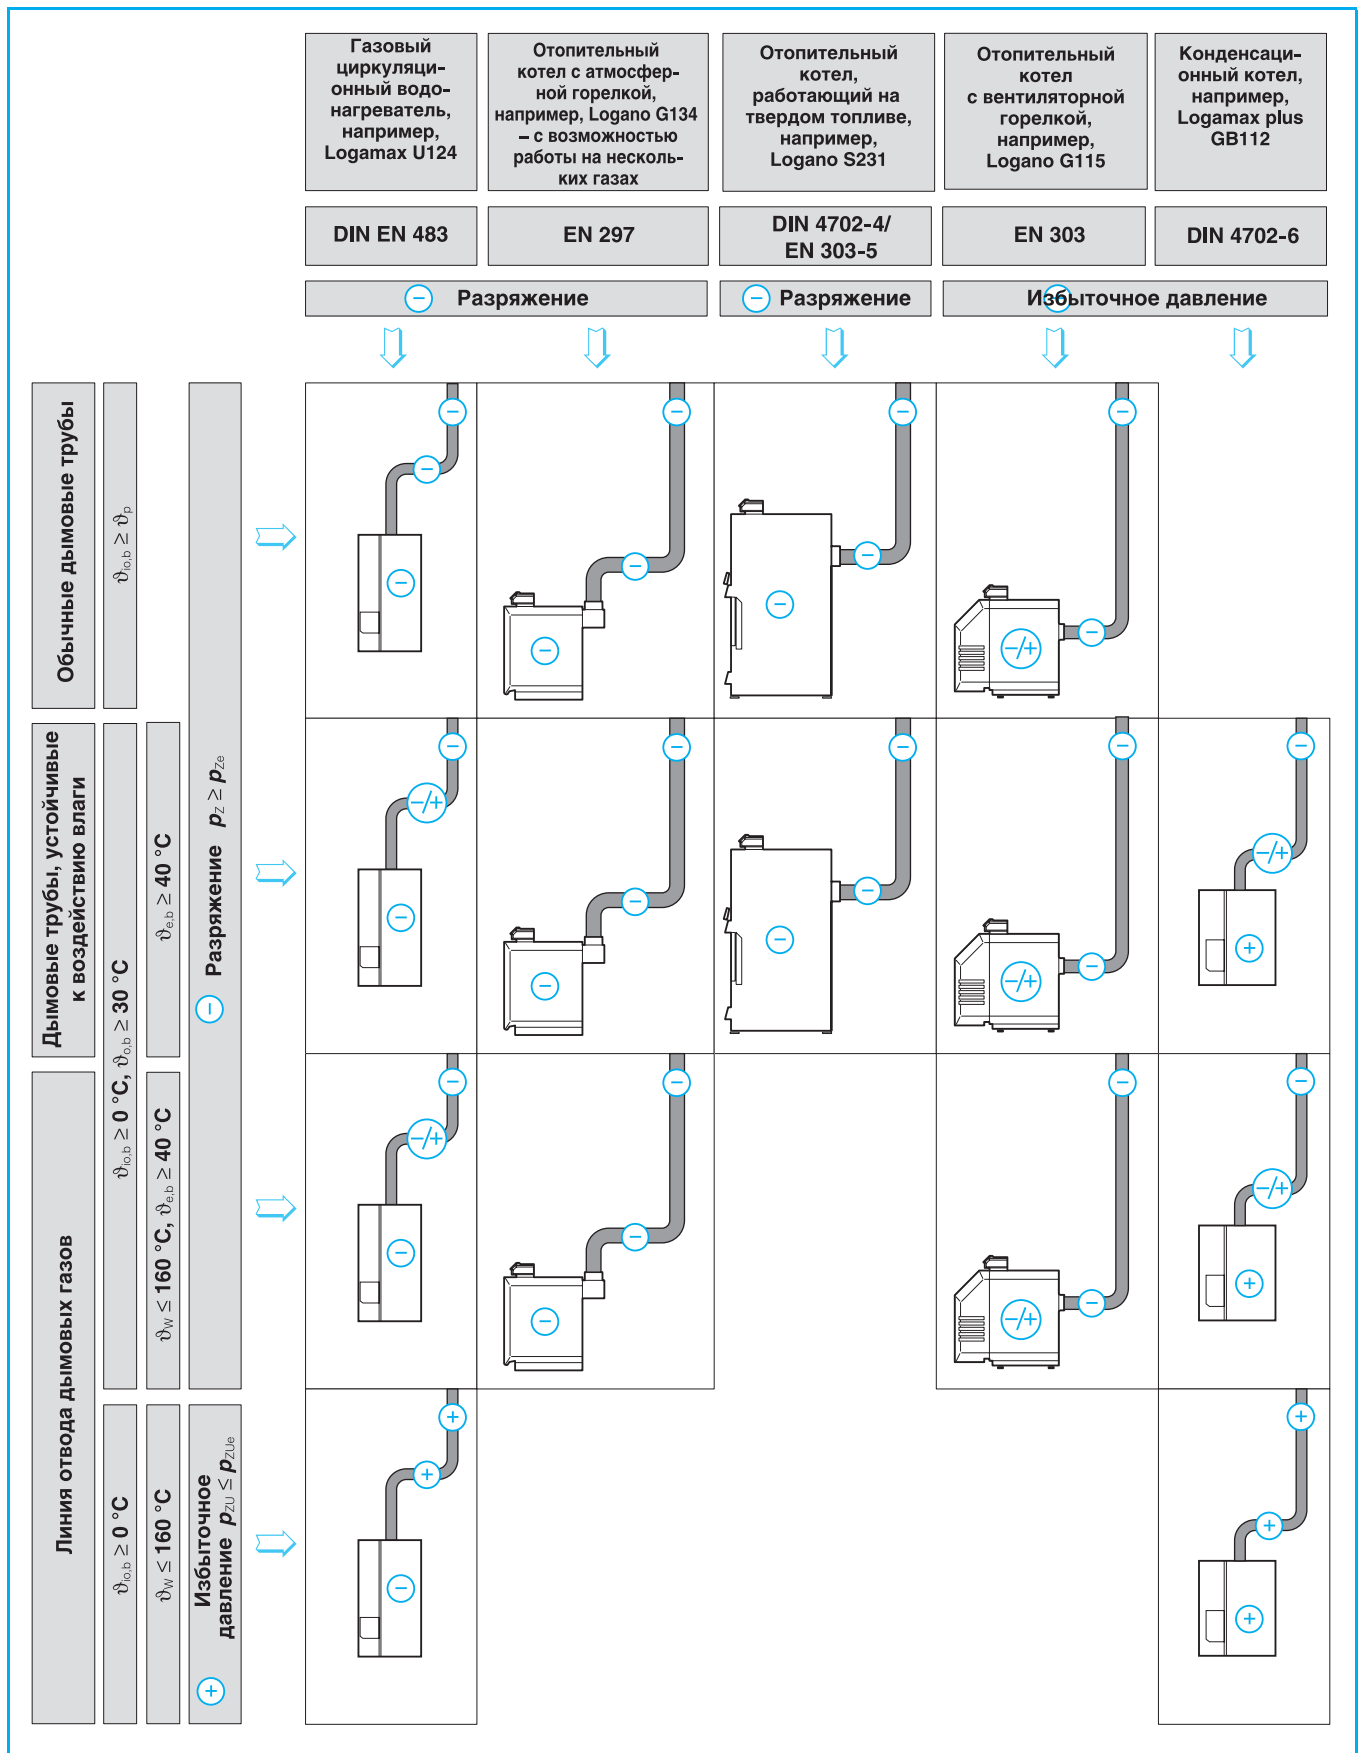 Газовый
циркуляци-
онный водо-
нагреватель,
например,
Logamax U124
Отопительный
котел с атмосфер-
ной горелкой,
например, Logano G134
– с возможностью
работы на несколь-
ких газах
Отопительный
котел,
работающий на
твердом топливе,
например,
Logano S231
Отопительный
котел
с вентиляторной
горелкой,
например,
Logano G115
Конденсаци-
онный котел,
например,
Logamax plus
GB112
DIN EN 483
EN 297
DIN 4702-4/
EN 303-5
EN 303
DIN 4702-6
− Разряжение
− Разряжение
− Избыточное давление
Обычные дымовые трубы
ϑio,b ≥ ϑp
Дымовые трубы, устойчивые
к воздействию влаги
ϑio,b ≥ 0 °C, ϑo,b ≥ 30 °C
ϑe,b ≥ 40 °C
− Разряжение pZ ≥ pZe
Линия отвода дымовых газов
ϑW ≤ 160 °C, ϑe,b ≥ 40 °C
ϑio,b ≥ 0 °C
ϑW ≤ 160 °C
+ Избыточное
давление pZU ≤ pZUe
− − −
− − −
− − −
− − −/+
− −/+ −
− − −
− − −
− − −/+
− −/+ +
− −/+ −
− − −
− − −/+
− −/+ +
+ + −
+ + +